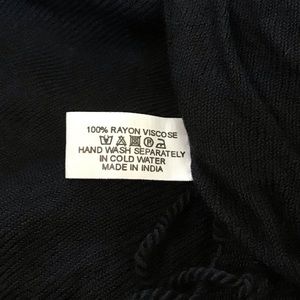 100% RAYON VISCOSE
HAND WASH SEPARATELY
IN COLD WATER
MADE IN INDIA